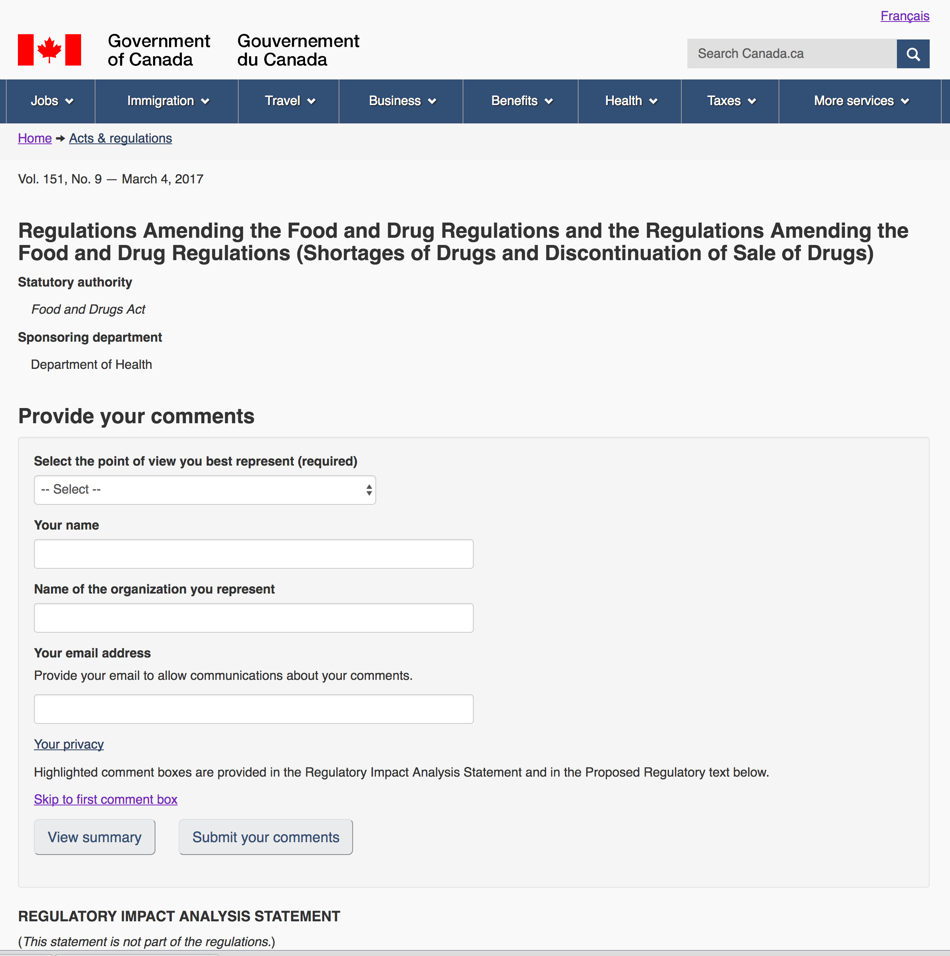 Français
Government of Canada
Gouvernement du Canada
Search Canada.ca
Jobs
Immigration
Travel
Business
Benefits
Health
Taxes
More services
Home ➔ Acts & regulations
Vol. 151, No. 9 — March 4, 2017
Regulations Amending the Food and Drug Regulations and the Regulations Amending the
Food and Drug Regulations (Shortages of Drugs and Discontinuation of Sale of Drugs)
Statutory authority
Food and Drugs Act
Sponsoring department
Department of Health
Provide your comments
Select the point of view you best represent (required)
-- Select --
Your name
Name of the organization you represent
Your email address
Provide your email to allow communications about your comments.
Your privacy
Highlighted comment boxes are provided in the Regulatory Impact Analysis Statement and in the Proposed Regulatory text below.
Skip to first comment box
View summary
Submit your comments
REGULATORY IMPACT ANALYSIS STATEMENT
(This statement is not part of the regulations.)